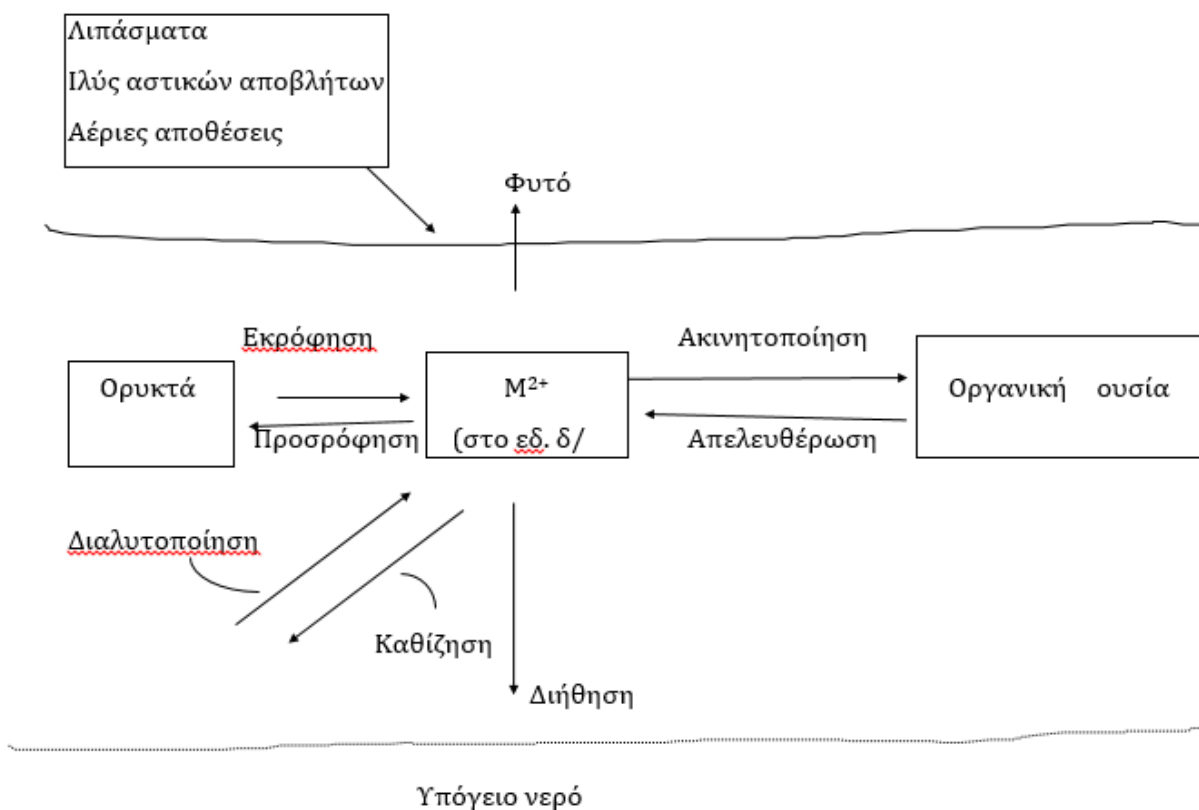 Λιπάσματα
Ιλύς αστικών αποβλήτων
Αέριες αποθέσεις
Φυτό
Εκρόφηση
Ακινητοποίηση
Ορυκτά
M²⁺
Οργανική ουσία
Προσρόφηση
(στο εδ. δ/
Απελευθέρωση
Διαλυτοποίηση
Καθίζηση
Διήθηση
Υπόγειο νερό